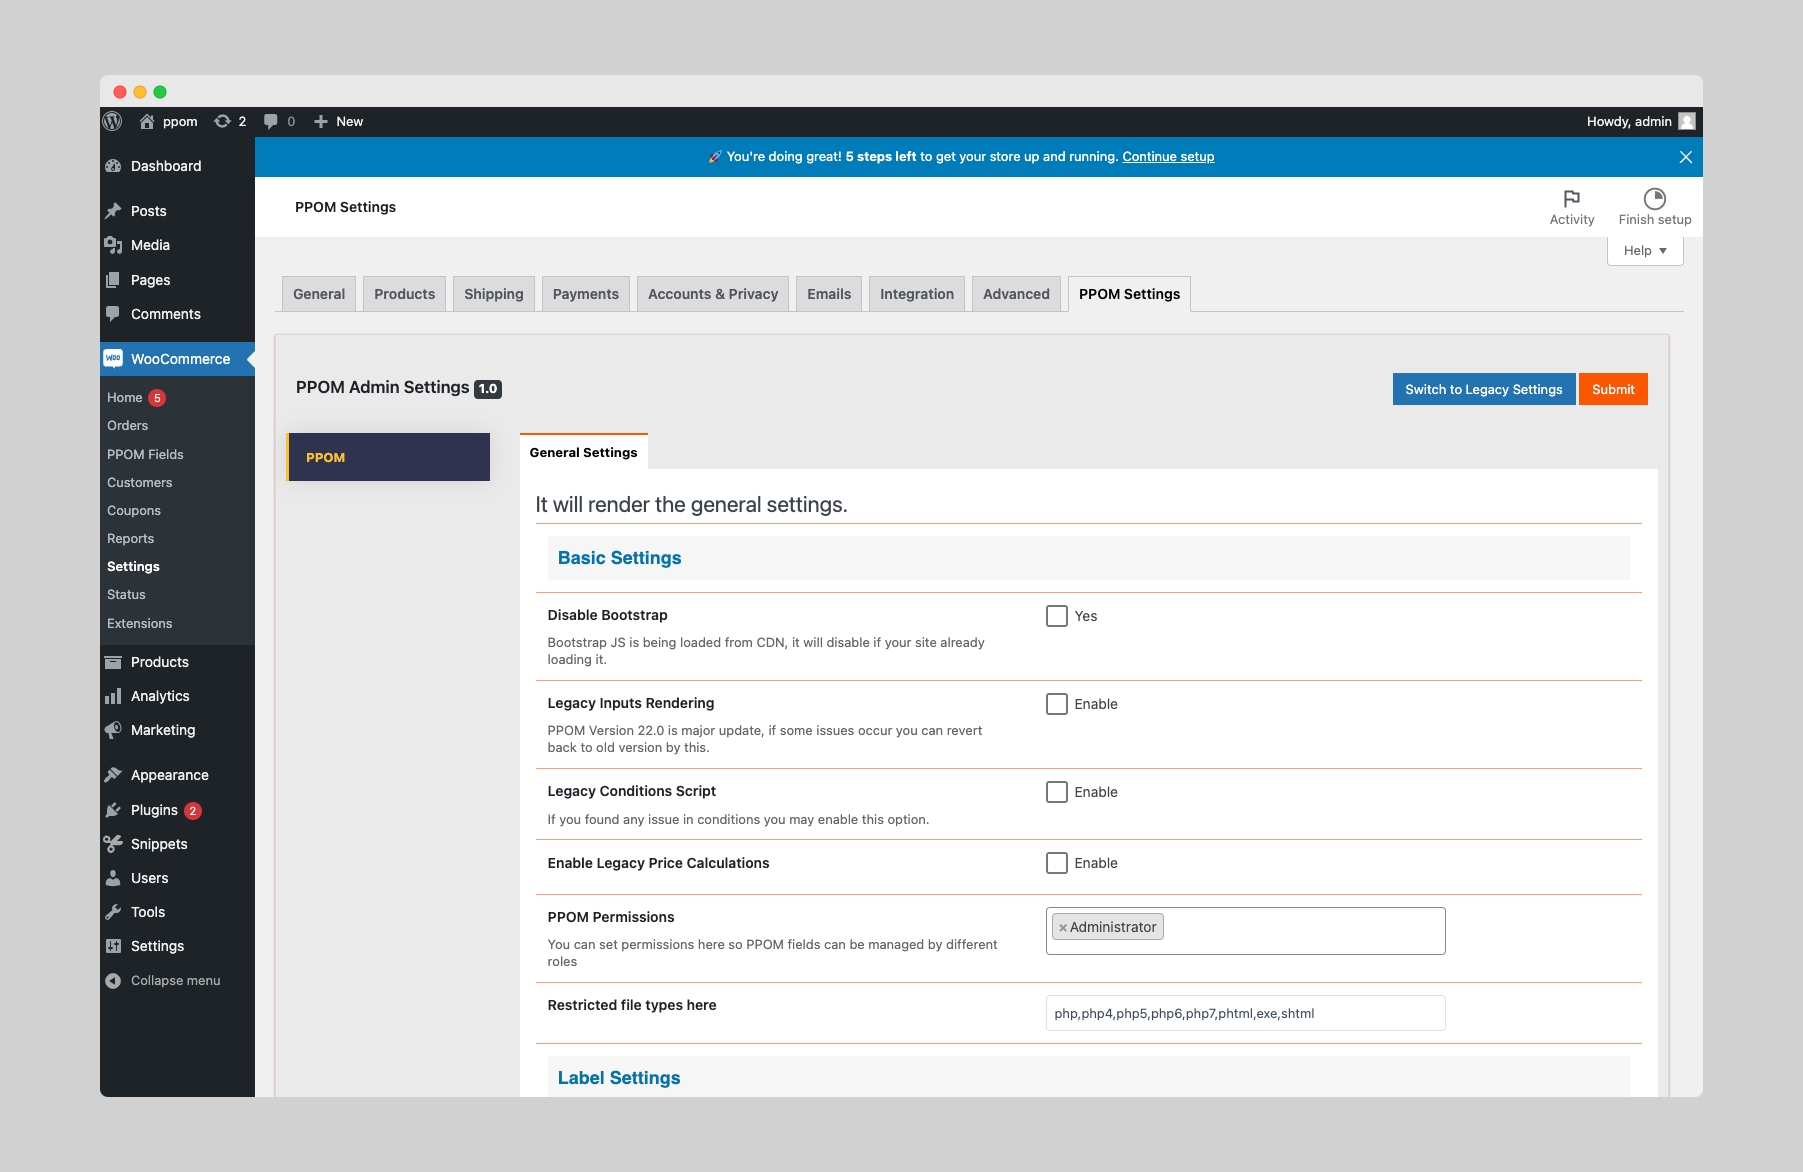 ppom 2 0 New Howdy, admin
🚀 You're doing great! 5 steps left to get your store up and running. Continue setup
Dashboard
Posts
Media
Pages
Comments
WooCommerce
Home 5
Orders
PPOM Fields
Customers
Coupons
Reports
Settings
Status
Extensions
Products
Analytics
Marketing
Appearance
Plugins 2
Snippets
Users
Tools
Settings
Collapse menu
PPOM Settings
Activity
Finish setup
Help
General Products Shipping Payments Accounts & Privacy Emails Integration Advanced PPOM Settings
PPOM Admin Settings 1.0
Switch to Legacy Settings Submit
PPOM
General Settings
It will render the general settings.
Basic Settings
Disable Bootstrap
Yes
Bootstrap JS is being loaded from CDN, it will disable if your site already
loading it.
Legacy Inputs Rendering
Enable
PPOM Version 22.0 is major update, if some issues occur you can revert
back to old version by this.
Legacy Conditions Script
Enable
If you found any issue in conditions you may enable this option.
Enable Legacy Price Calculations
Enable
PPOM Permissions
×Administrator
You can set permissions here so PPOM fields can be managed by different
roles
Restricted file types here
php,php4,php5,php6,php7,phtml,exe,shtml
Label Settings